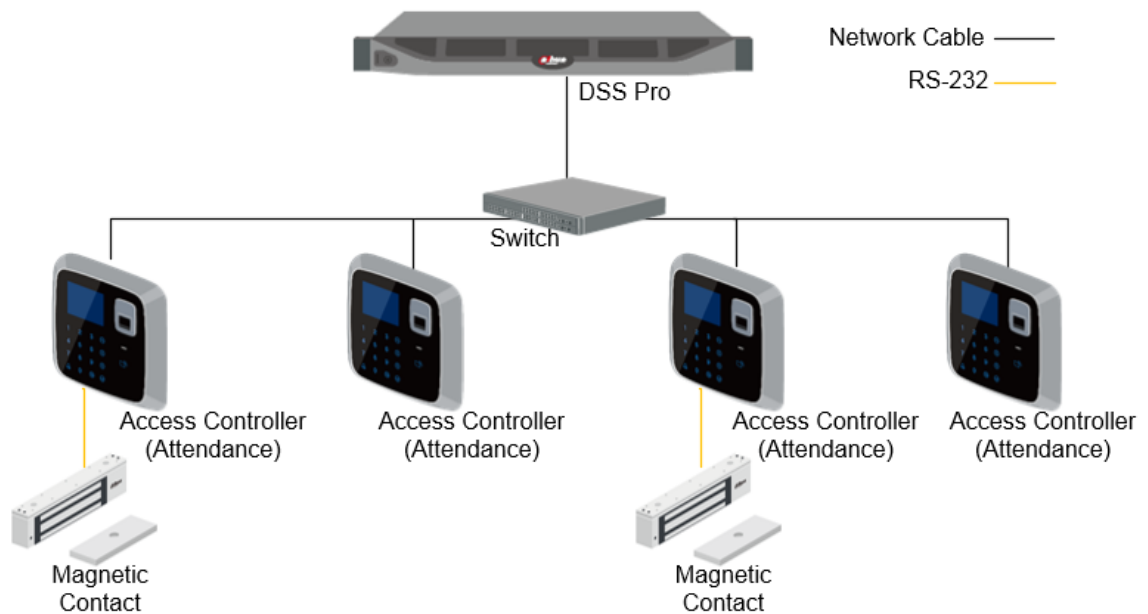 Network Cable
RS-232
DSS Pro
Switch
Access Controller
(Attendance)
Access Controller
(Attendance)
Access Controller
(Attendance)
Access Controller
(Attendance)
Magnetic
Contact
Magnetic
Contact